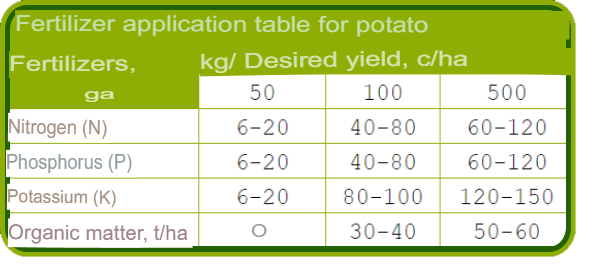 Fertilizer application table for potato
Fertilizers, kg/ Desired yield, c/ha
ga 50 100 500
Nitrogen (N) 6-20 40-80 60-120
Phosphorus (P) 6-20 40-80 60-120
Potassium (K) 6-20 80-100 120-150
Organic matter, t/ha O 30-40 50-60